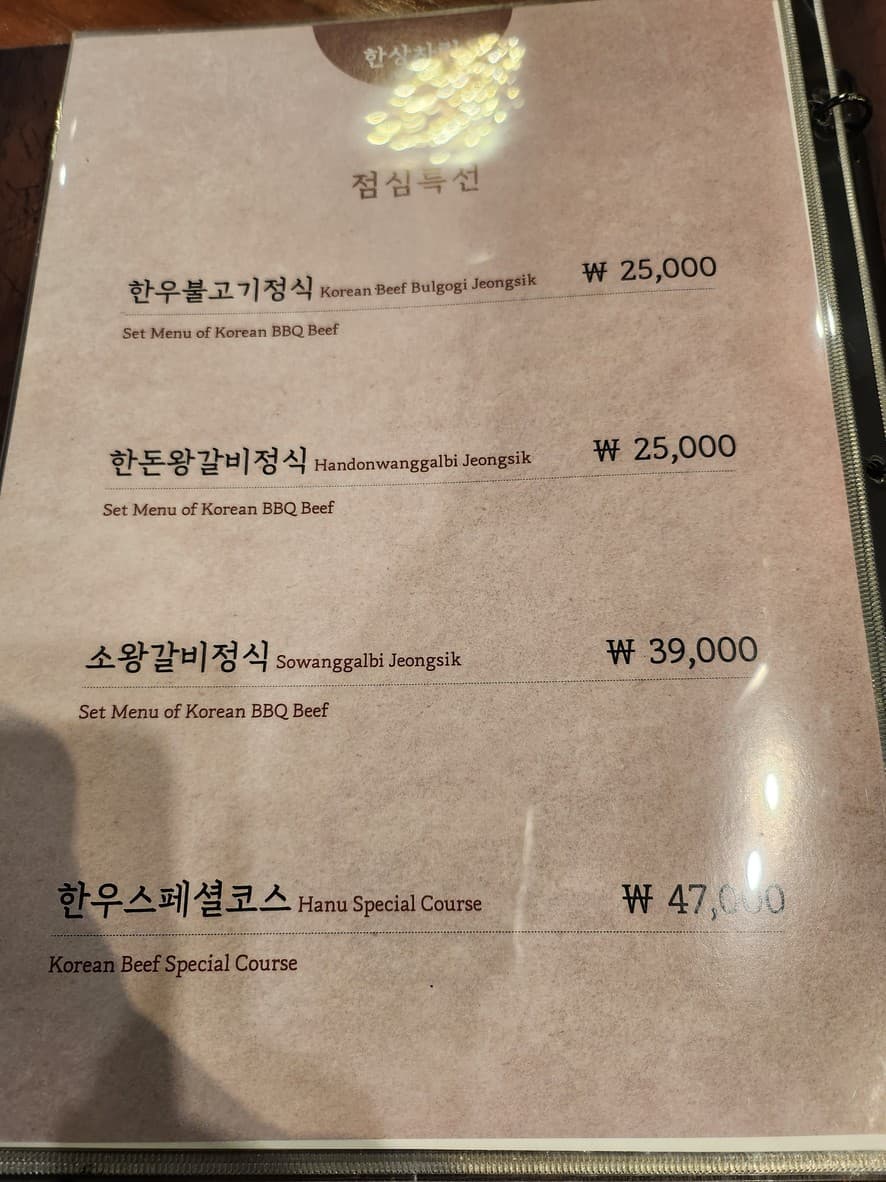 점심특선
한우불고기정식 Korean Beef Bulgogi Jeongsik ₩ 25,000
Set Menu of Korean BBQ Beef
한돈왕갈비정식 Handonwanggalbi Jeongsik ₩ 25,000
Set Menu of Korean BBQ Beef
소왕갈비정식 Sowanggalbi Jeongsik ₩ 39,000
Set Menu of Korean BBQ Beef
한우스페셜코스 Hanu Special Course ₩ 47,000
Korean Beef Special Course